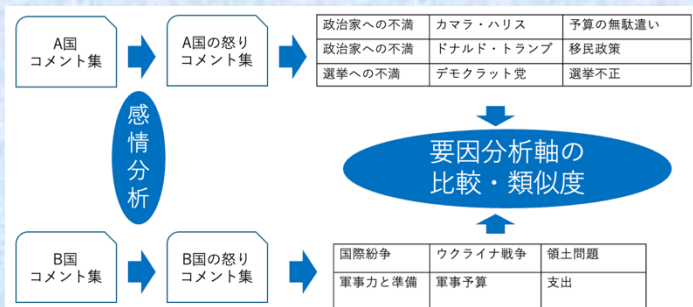 A国
コメント集
A国の怒り
コメント集
政治家への不満 カマラ・ハリス 予算の無駄遣い
政治家への不満 ドナルド・トランプ 移民政策
選挙への不満 デモクラット党 選挙不正
感情分析
要因分析軸の
比較・類似度
B国
コメント集
B国の怒り
コメント集
国際紛争 ウクライナ戦争 領土問題
軍事力と準備 軍事予算 支出